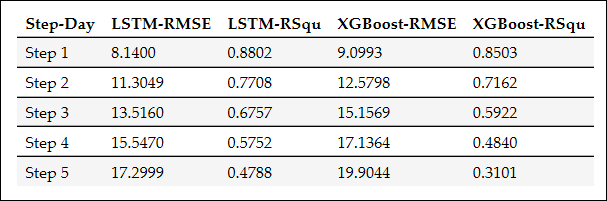 Step-Day LSTM-RMSE LSTM-RSqu XGBoost-RMSE XGBoost-RSqu
Step 1 8.1400 0.8802 9.0993 0.8503
Step 2 11.3049 0.7708 12.5798 0.7162
Step 3 13.5160 0.6757 15.1569 0.5922
Step 4 15.5470 0.5752 17.1364 0.4840
Step 5 17.2999 0.4788 19.9044 0.3101